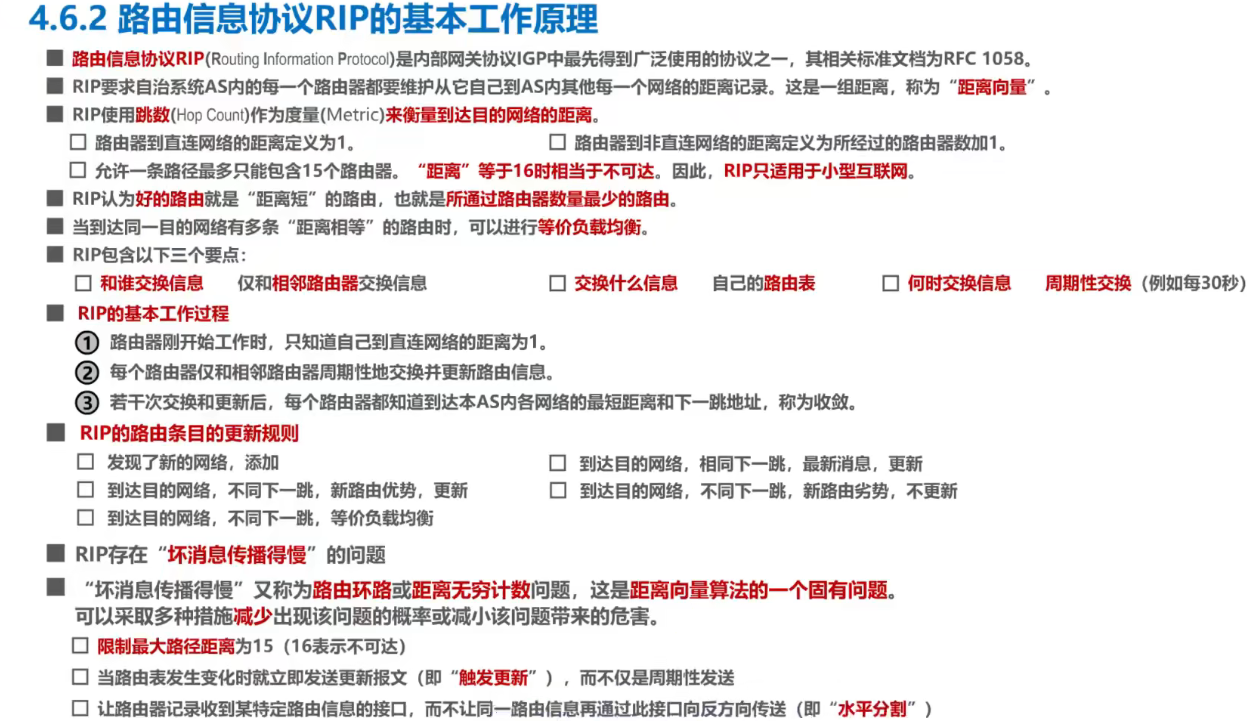 4.6.2 路由信息协议RIP的基本工作原理
路由信息协议RIP(Routing Information Protocol)是内部网关协议IGP中最先得到广泛使用的协议之一，其相关标准文档为RFC 1058。
RIP要求自治系统AS内的每一个路由器都要维护从它自己到AS内其他每一个网络的距离记录。这是一组距离，称为“距离向量”。
RIP使用跳数(Hop Count)作为度量(Metric)来衡量到达目的网络的距离。
路由器到直连网络的距离定义为1。 路由器到非直连网络的距离定义为所经过的路由器数加1。
允许一条路径最多只能包含15个路由器。“距离”等于16时相当于不可达。因此，RIP只适用于小型互联网。
RIP认为好的路由就是“距离短”的路由，也就是所通过路由器数量最少的路由。
当到达同一目的网络有多条“距离相等”的路由时，可以进行等价负载均衡。
RIP包含以下三个要点：
和谁交换信息 仅和相邻路由器交换信息 交换什么信息 自己的路由表 何时交换信息 周期性交换（例如每30秒）
RIP的基本工作过程
① 路由器刚开始工作时，只知道自己到直连网络的距离为1。
② 每个路由器仅和相邻路由器周期性地交换并更新路由信息。
③ 若干次交换和更新后，每个路由器都知道到达本AS内各网络的最短距离和下一跳地址，称为收敛。
RIP的路由条目的更新规则
发现了新的网络，添加 到达目的网络，相同下一跳，最新消息，更新
到达目的网络，不同下一跳，新路由优势，更新 到达目的网络，不同下一跳，新路由劣势，不更新
到达目的网络，不同下一跳，等价负载均衡
RIP存在“坏消息传播得慢”的问题
“坏消息传播得慢”又称为路由环路或距离无穷计数问题，这是距离向量算法的一个固有问题。
可以采取多种措施减少出现该问题的概率或减小该问题带来的危害。
限制最大路径距离为15（16表示不可达）
当路由表发生变化时就立即发送更新报文（即“触发更新”），而不仅是周期性发送
让路由器记录收到某特定路由信息的接口，而不让同一路由信息再通过此接口向反方向传送（即“水平分割”）